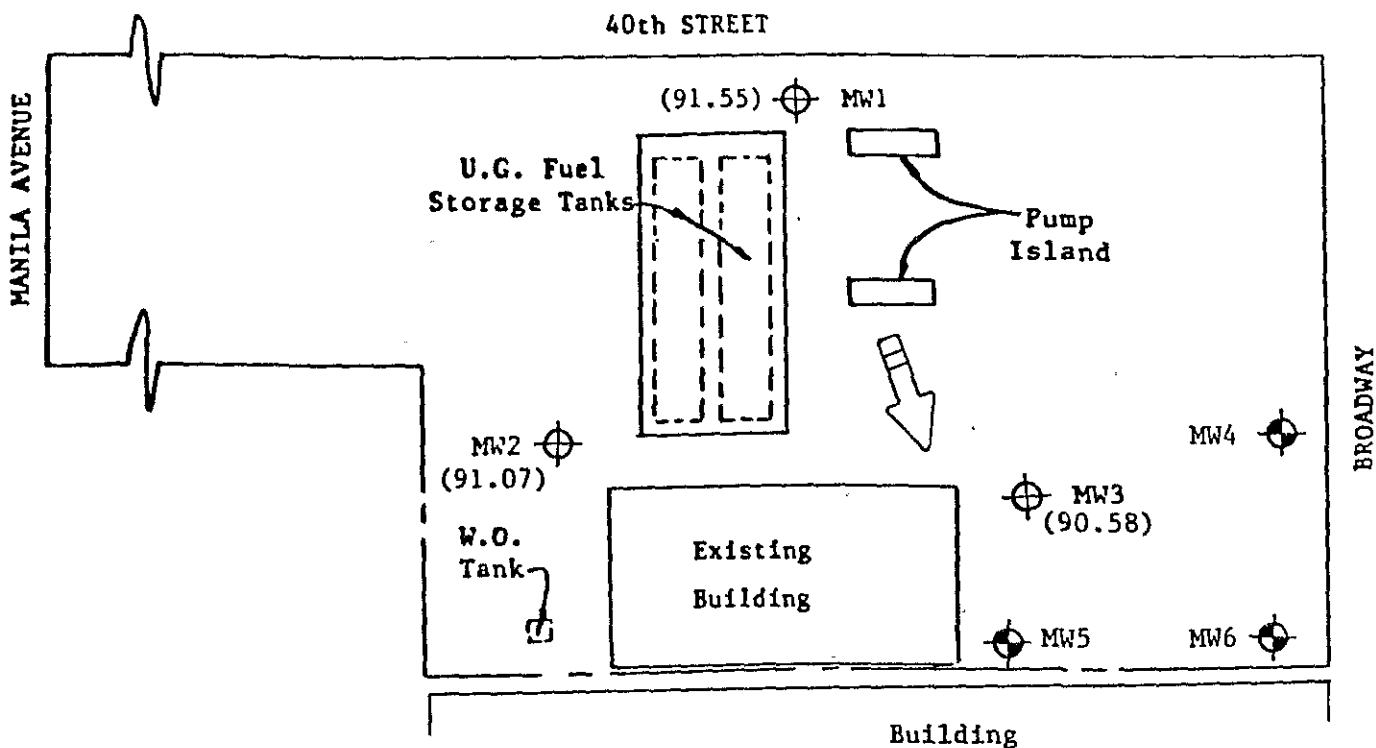 40th STREET
MANILA AVENUE
(91.55)
MW1
U.G. Fuel
Storage Tanks
Pump
Island
BROADWAY
MW2
(91.07)
MW4
MW3
(90.58)
W.O.
Tank
Existing
Building
MW5
MW6
Building